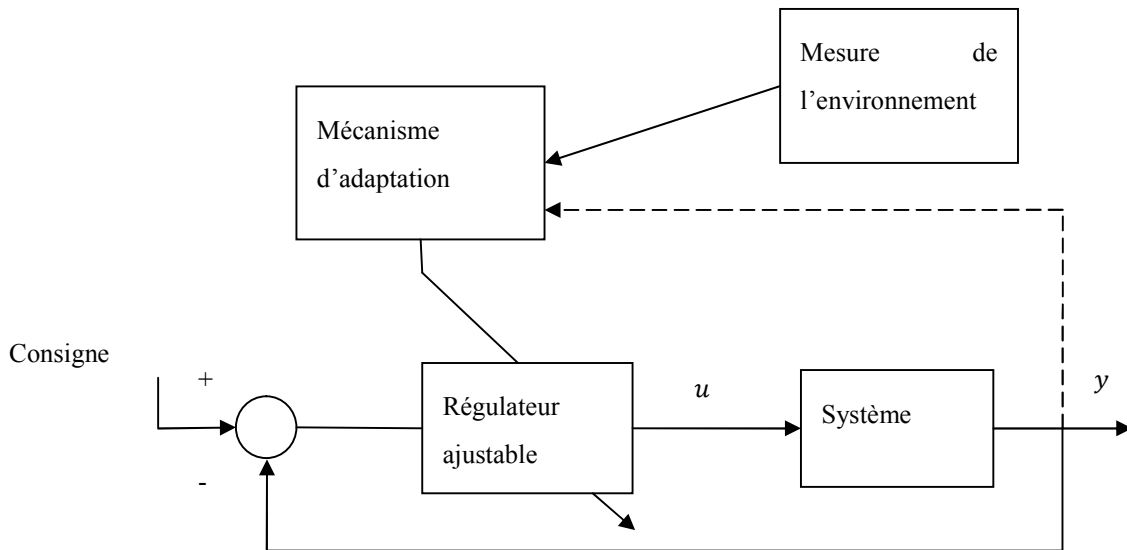 Mesure de
l’environnement
Mécanisme
d’adaptation
Consigne
+
-
Régulateur
ajustable
u
Système
y